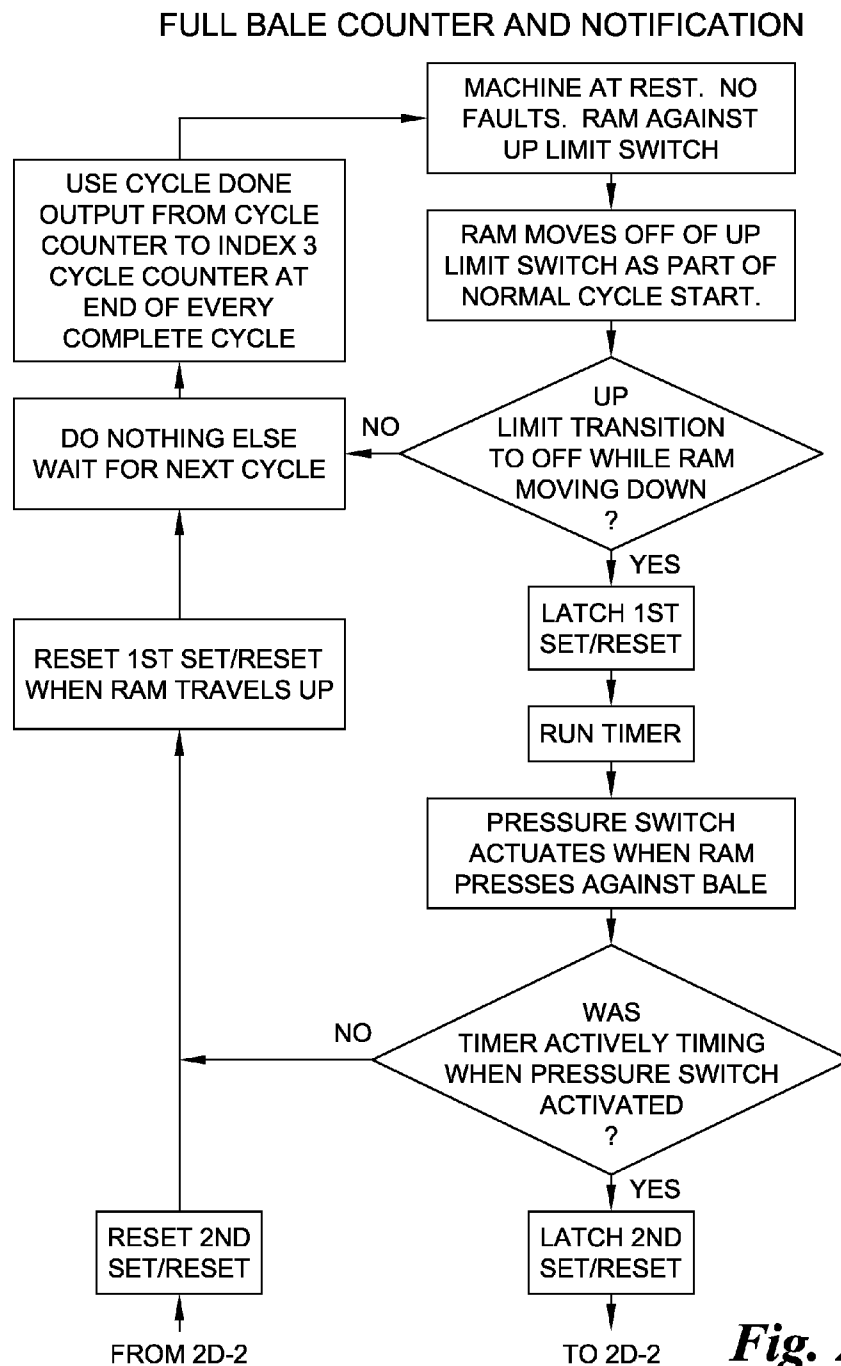 FULL BALE COUNTER AND NOTIFICATION
MACHINE AT REST. NO
FAULTS. RAM AGAINST
UP LIMIT SWITCH
USE CYCLE DONE
OUTPUT FROM CYCLE
COUNTER TO INDEX 3
CYCLE COUNTER AT
END OF EVERY
COMPLETE CYCLE
RAM MOVES OFF OF UP
LIMIT SWITCH AS PART OF
NORMAL CYCLE START.
UP
LIMIT TRANSITION
TO OFF WHILE RAM
MOVING DOWN
?
NO
DO NOTHING ELSE
WAIT FOR NEXT CYCLE
YES
LATCH 1ST
SET/RESET
RESET 1ST SET/RESET
WHEN RAM TRAVELS UP
RUN TIMER
PRESSURE SWITCH
ACTUATES WHEN RAM
PRESSES AGAINST BALE
WAS
TIMER ACTIVELY TIMING
WHEN PRESSURE SWITCH
ACTIVATED
?
NO
YES
RESET 2ND
SET/RESET
LATCH 2ND
SET/RESET
FROM 2D-2
TO 2D-2
Fig.